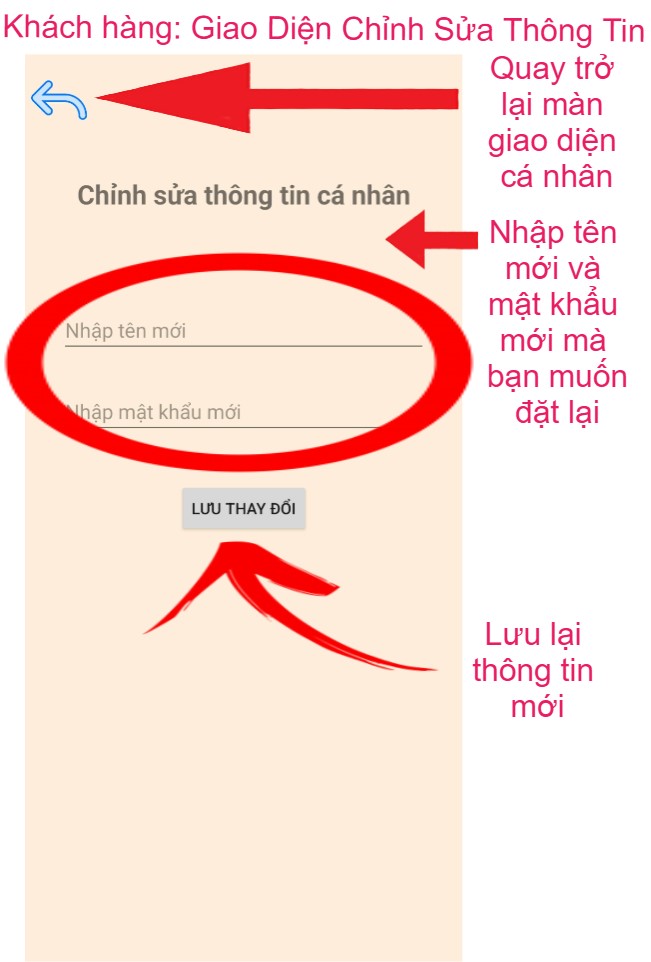 Khách hàng: Giao Diện Chỉnh Sửa Thông Tin
Quay trở
lại màn
giao diện
cá nhân
Chỉnh sửa thông tin cá nhân
Nhập tên
mới và
mật khẩu
mới mà
bạn muốn
đặt lại
Nhập tên mới
Nhập mật khẩu mới
LƯU THAY ĐỔI
Lưu lại
thông tin
mới